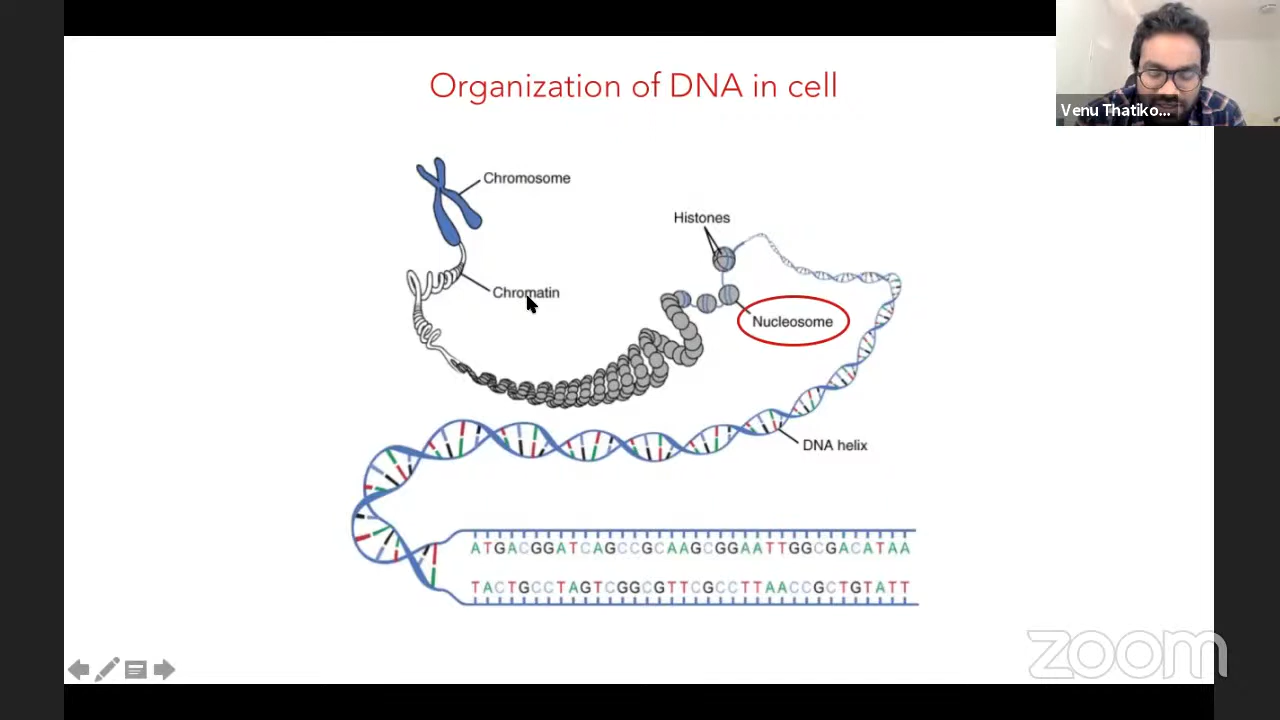 Organization of DNA in cell
Venu Thatiko...
Chromosome
Histones
Chromatin
Nucleosome
DNA helix
ATGACGGATCAGCCGCAAGCGGAATTGGCGACATAA
TACTGCCTAGTCGGCGTTCGCCTTAACCGCTGTATT
zoom